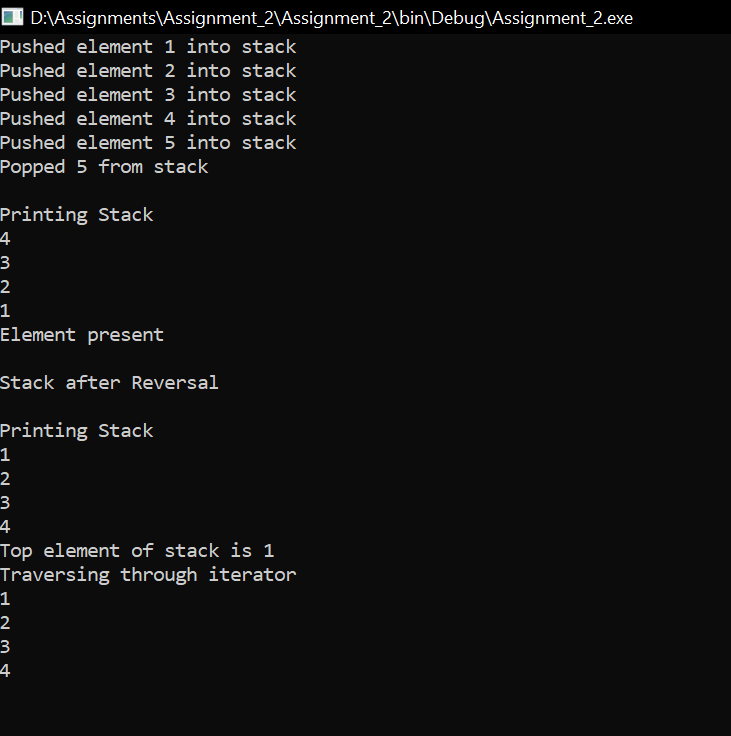 D:\Assignments\Assignment_2\Assignment_2\bin\Debug\Assignment_2.exe
Pushed element 1 into stack
Pushed element 2 into stack
Pushed element 3 into stack
Pushed element 4 into stack
Pushed element 5 into stack
Popped 5 from stack
Printing Stack
4
3
2
1
Element present
Stack after Reversal
Printing Stack
1
2
3
4
Top element of stack is 1
Traversing through iterator
1
2
3
4